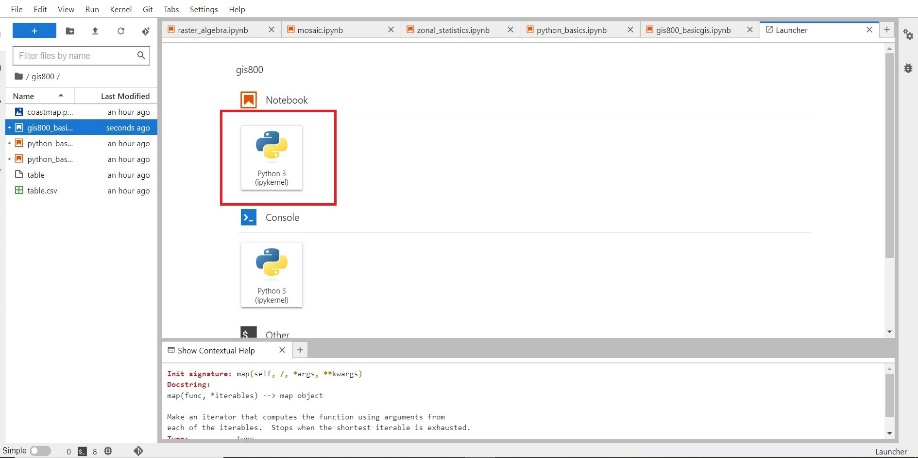 File Edit View Run Kernel Git Tabs Settings Help
+
Filter files by name
/ gis800 /
Name Last Modified
coastmap.p... an hour ago
gis800_basi... seconds ago
python_bas... an hour ago
python_bas... an hour ago
table an hour ago
table.csv an hour ago
raster_algebra.ipynb mosaic.ipynb zonal_statistics.ipynb python_basics.ipynb gis800_basicgis.ipynb Launcher +
gis800
Notebook
Python 3
(ipykernel)
Console
Python 3
(ipykernel)
Other
Show Contextual Help +
Init signature: map(self, /, *args, **kwargs)
Docstring:
map(func, *iterables) --> map object
Make an iterator that computes the function using arguments from
each of the iterables.  Stops when the shortest iterable is exhausted.
Type: type
Simple 0 8 Launcher